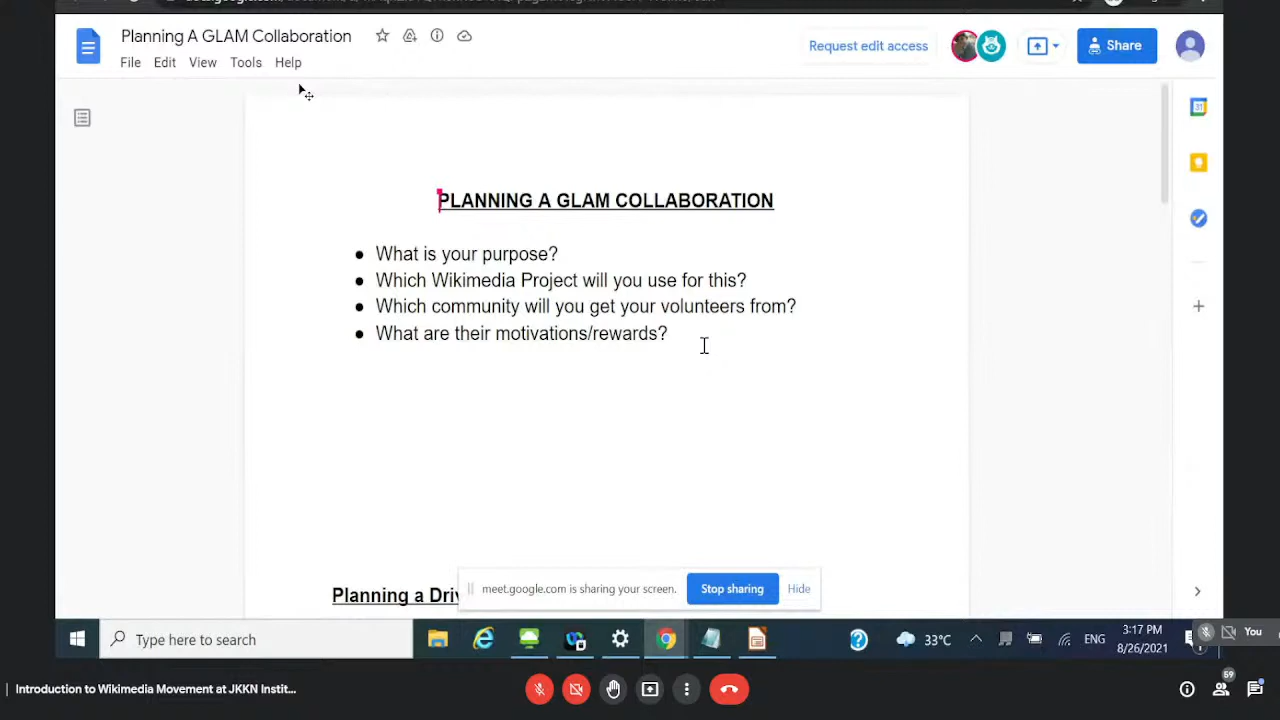 Planning A GLAM Collaboration
Request edit access
Share
File Edit View Tools Help
31
PLANNING A GLAM COLLABORATION
● What is your purpose?
● Which Wikimedia Project will you use for this?
● Which community will you get your volunteers from?
● What are their motivations/rewards?
Planning a
meet.google.com is sharing your screen.
Stop sharing
Hide
Type here to search
33°C
ENG
3:17 PM
8/26/2021
You
Introduction to Wikimedia Movement at JKKN Instit...
59